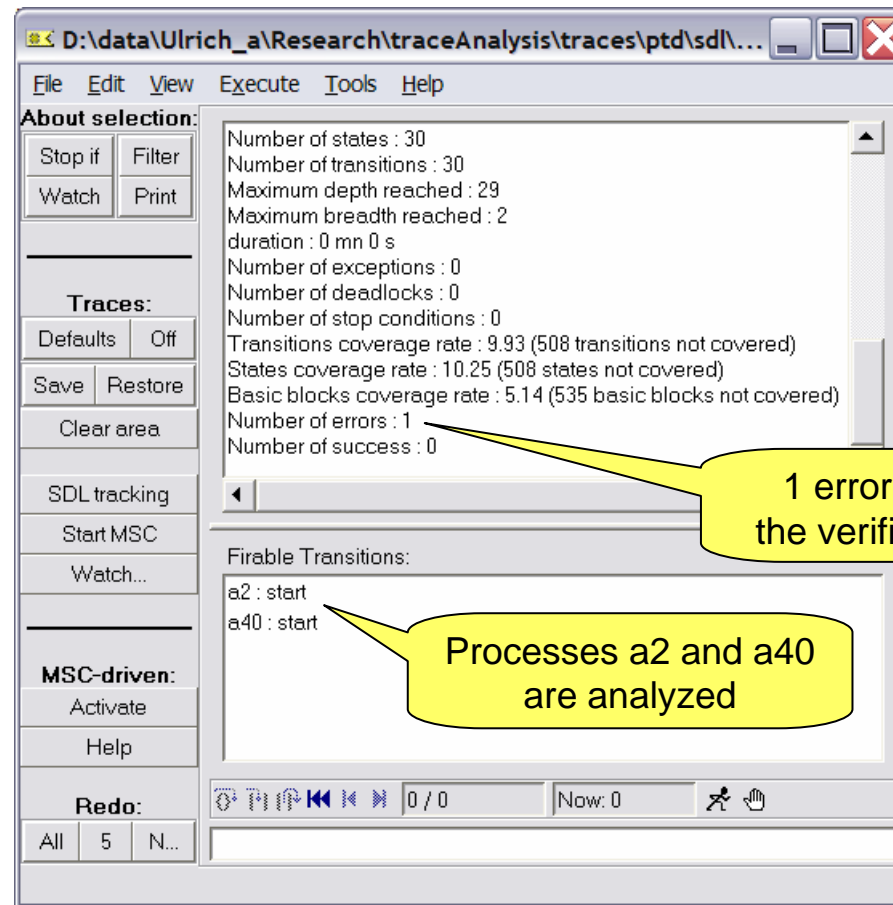 D:\data\Ulrich_a\Research\traceAnalysis\traces\ptd\sdl\...
File Edit View Execute Tools Help
About selection:
Stop if Filter
Watch Print
Traces:
Defaults Off
Save Restore
Clear area
SDL tracking
Start MSC
Watch...
MSC-driven:
Activate
Help
Redo:
All 5 N...
Number of states : 30
Number of transitions : 30
Maximum depth reached : 29
Maximum breadth reached : 2
duration : 0 mn 0 s
Number of exceptions : 0
Number of deadlocks : 0
Number of stop conditions : 0
Transitions coverage rate : 9.93 (508 transitions not covered)
States coverage rate : 10.25 (508 states not covered)
Basic blocks coverage rate : 5.14 (535 basic blocks not covered)
Number of errors : 1
Number of success : 0
1 error
the verifi
Firable Transitions:
a2 : start
a40 : start
Processes a2 and a40
are analyzed
0 / 0 Now: 0